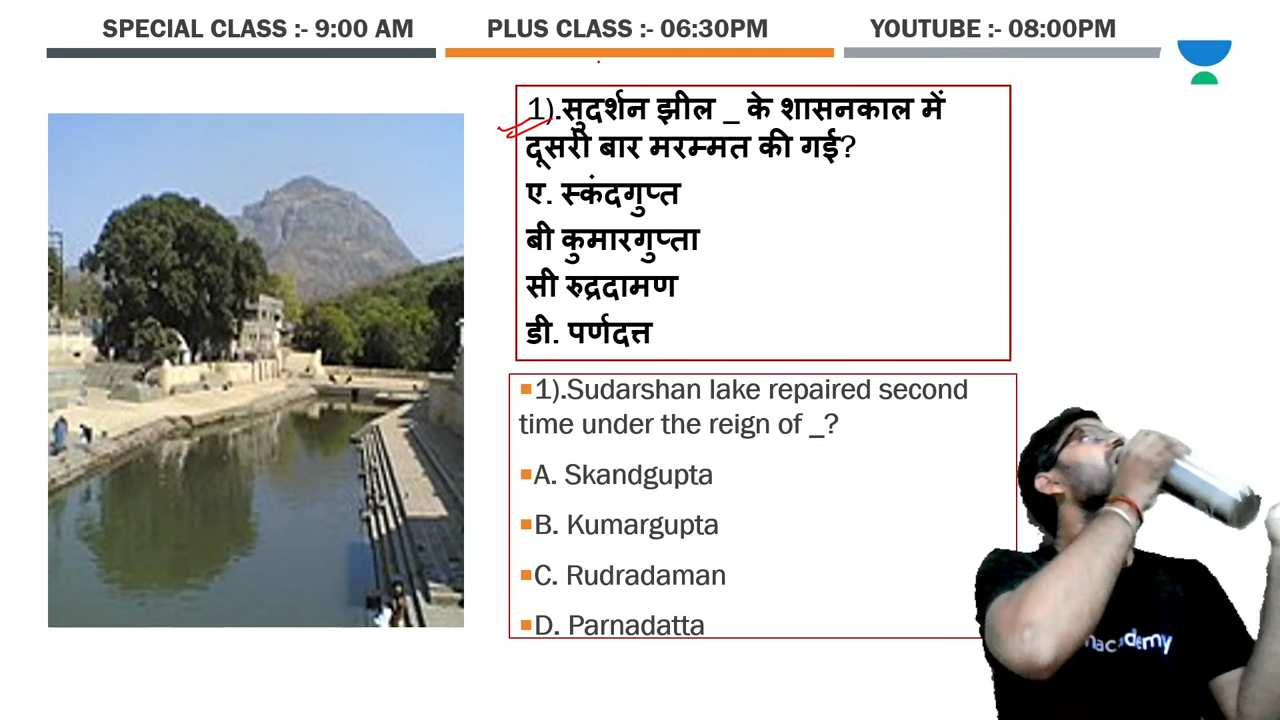 SPECIAL CLASS :- 9:00 AM
PLUS CLASS :- 06:30PM
YOUTUBE :- 08:00PM
1).सुदर्शन झील _ के शासनकाल में
दूसरी बार मरम्मत की गई?
ए. स्कंदगुप्त
बी कुमारगुप्ता
सी रुद्रदामण
डी. पर्णदत्त
1).Sudarshan lake repaired second
time under the reign of _?
A. Skandgupta
B. Kumargupta
C. Rudradaman
D. Parnadatta